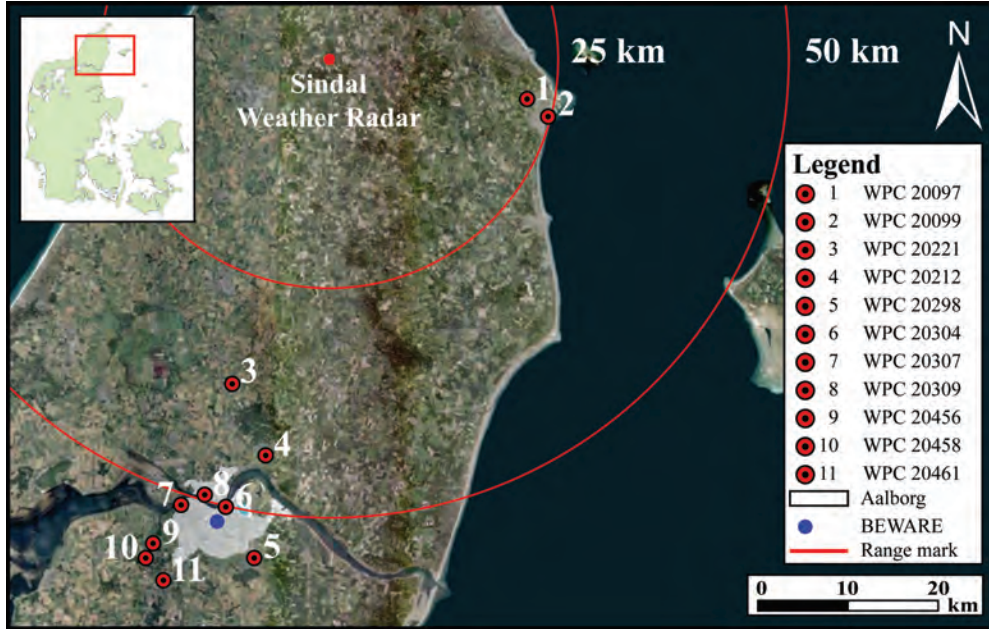 25 km
50 km
N
Sindal
Weather Radar
1
2
3
4
8
7
6
9
5
10
11
Legend
1 WPC 20097
2 WPC 20099
3 WPC 20221
4 WPC 20212
5 WPC 20298
6 WPC 20304
7 WPC 20307
8 WPC 20309
9 WPC 20456
10 WPC 20458
11 WPC 20461
Aalborg
BEWARE
Range mark
0 10 20
km